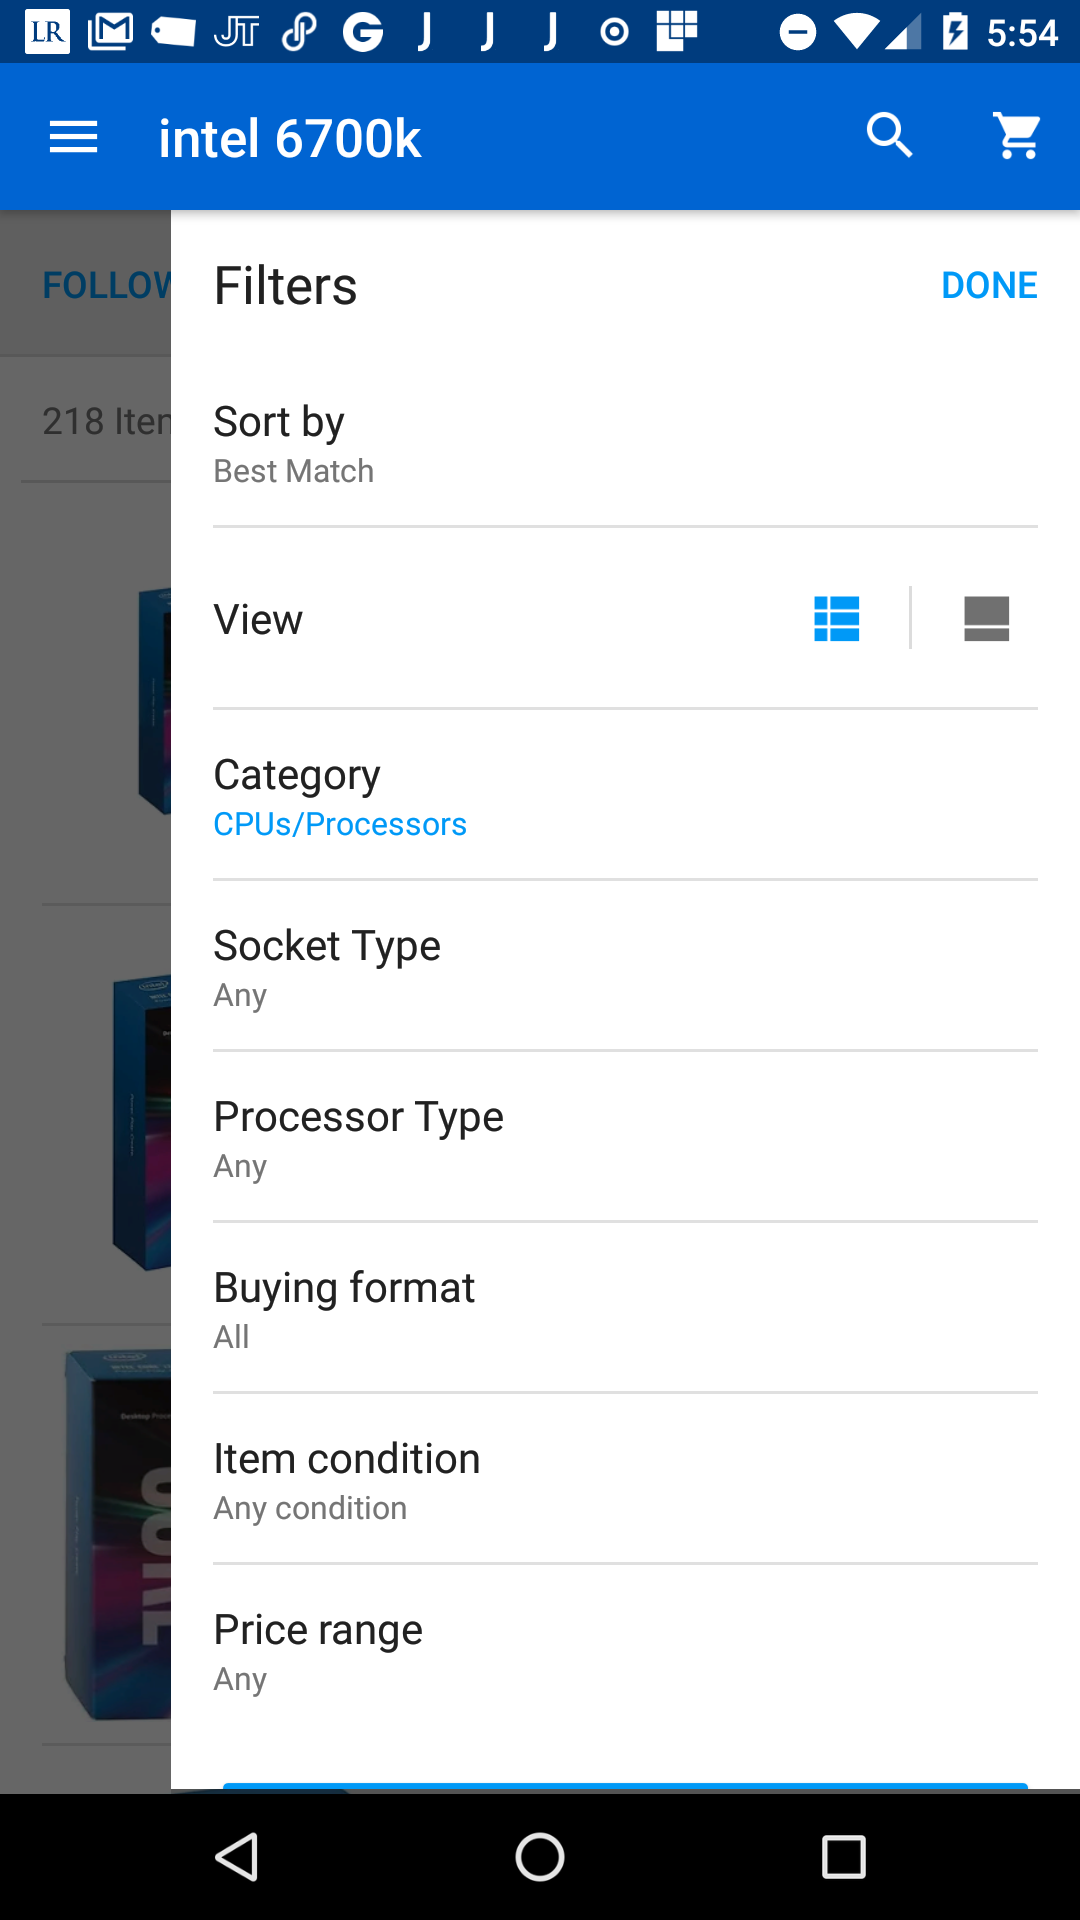 LR JT G J J J 5:54
intel 6700k
FOLLOW
Filters
DONE
218 Item
Sort by
Best Match
View
Category
CPUs/Processors
Socket Type
Any
Processor Type
Any
Buying format
All
Item condition
Any condition
Price range
Any